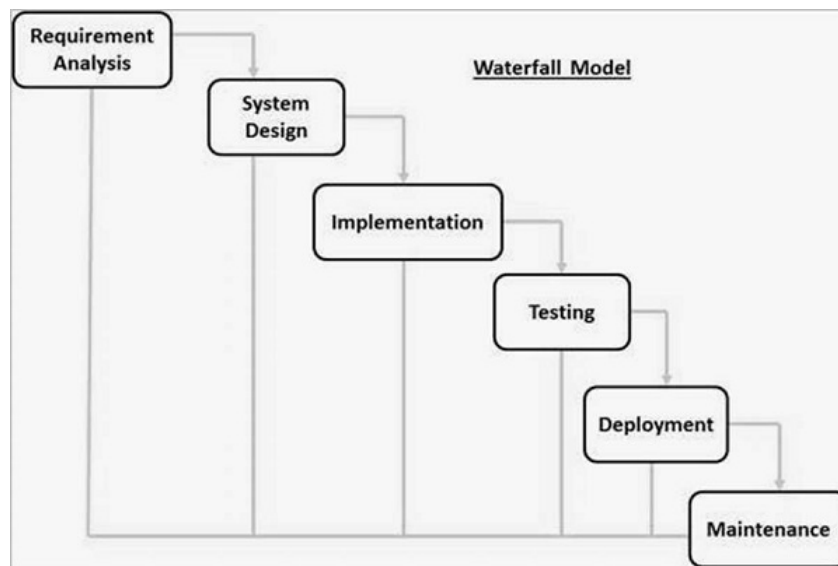 Requirement
Analysis
Waterfall Model
System
Design
Implementation
Testing
Deployment
Maintenance